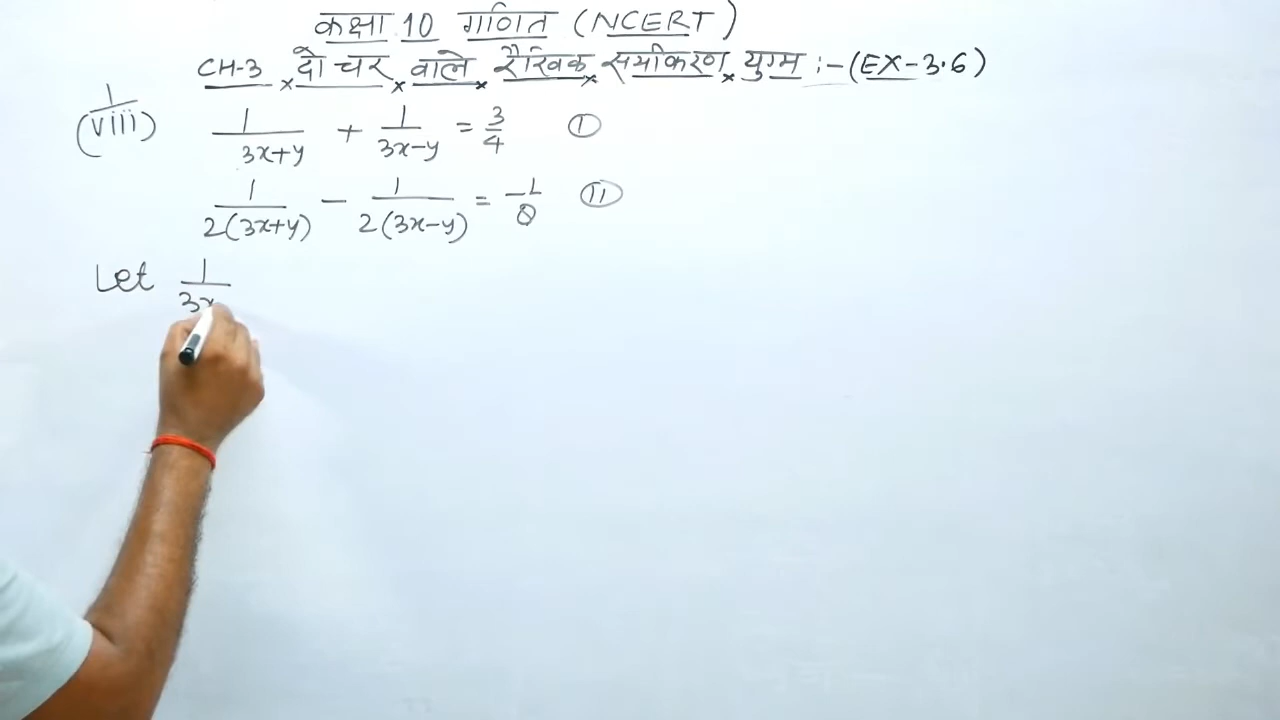 कक्षा 10 गणित (NCERT)
CH-3 दो चर वाले रैखिक समीकरण युग्म :- (EX-3.6)
1/(viii) 1/(3x+y) + 1/(3x-y) = 3/4 (I)
1/(2(3x+y)) - 1/(2(3x-y)) = -1/8 (II)
Let 1/3x